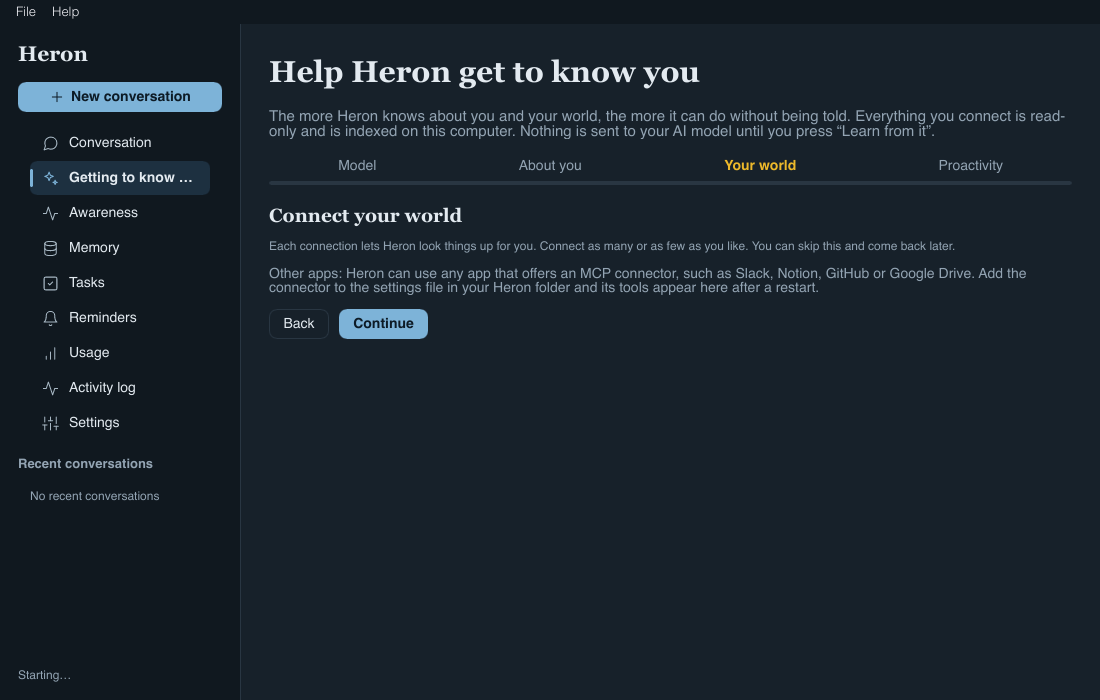 File Help
Heron
+ New conversation
Conversation
Getting to know ...
Awareness
Memory
Tasks
Reminders
Usage
Activity log
Settings
Recent conversations
No recent conversations
Starting...
Help Heron get to know you
The more Heron knows about you and your world, the more it can do without being told. Everything you connect is read-
only and is indexed on this computer. Nothing is sent to your AI model until you press “Learn from it”.
Model About you Your world Proactivity
Connect your world
Each connection lets Heron look things up for you. Connect as many or as few as you like. You can skip this and come back later.
Other apps: Heron can use any app that offers an MCP connector, such as Slack, Notion, GitHub or Google Drive. Add the
connector to the settings file in your Heron folder and its tools appear here after a restart.
Back Continue